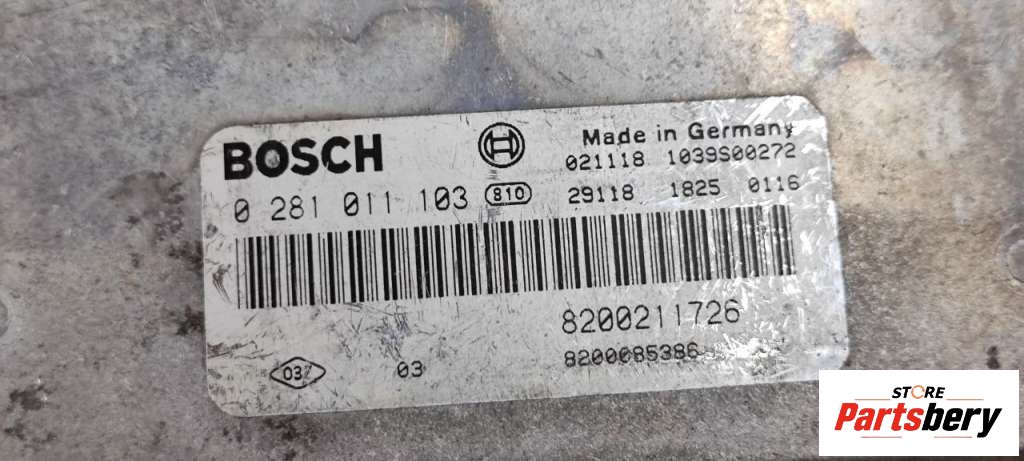 BOSCH
Made in Germany
021118 1039S00272
0 281 011 103 810
29118 1825 0116
8200211726
8200085386
037 03
STORE
Partsbery